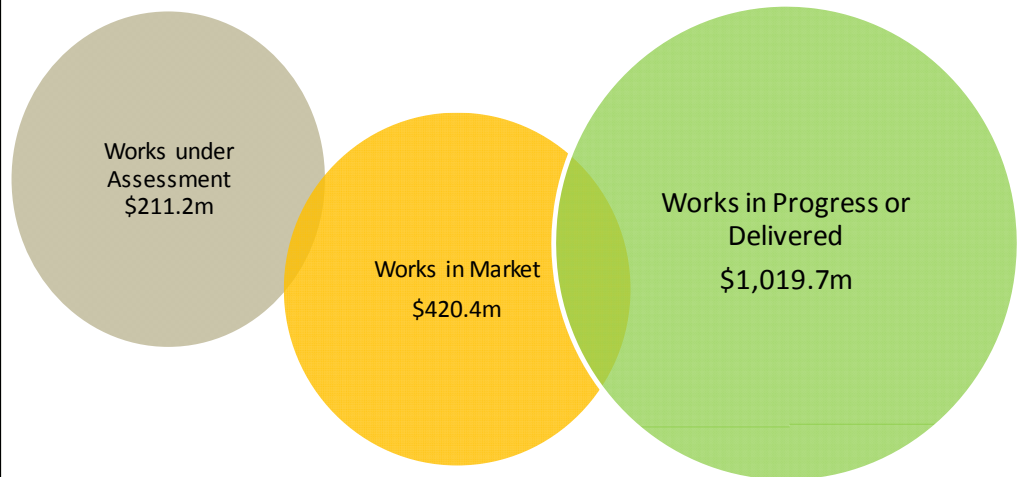 Works under
Assessment
$211.2m
Works in Market
$420.4m
Works in Progress or
Delivered
$1,019.7m